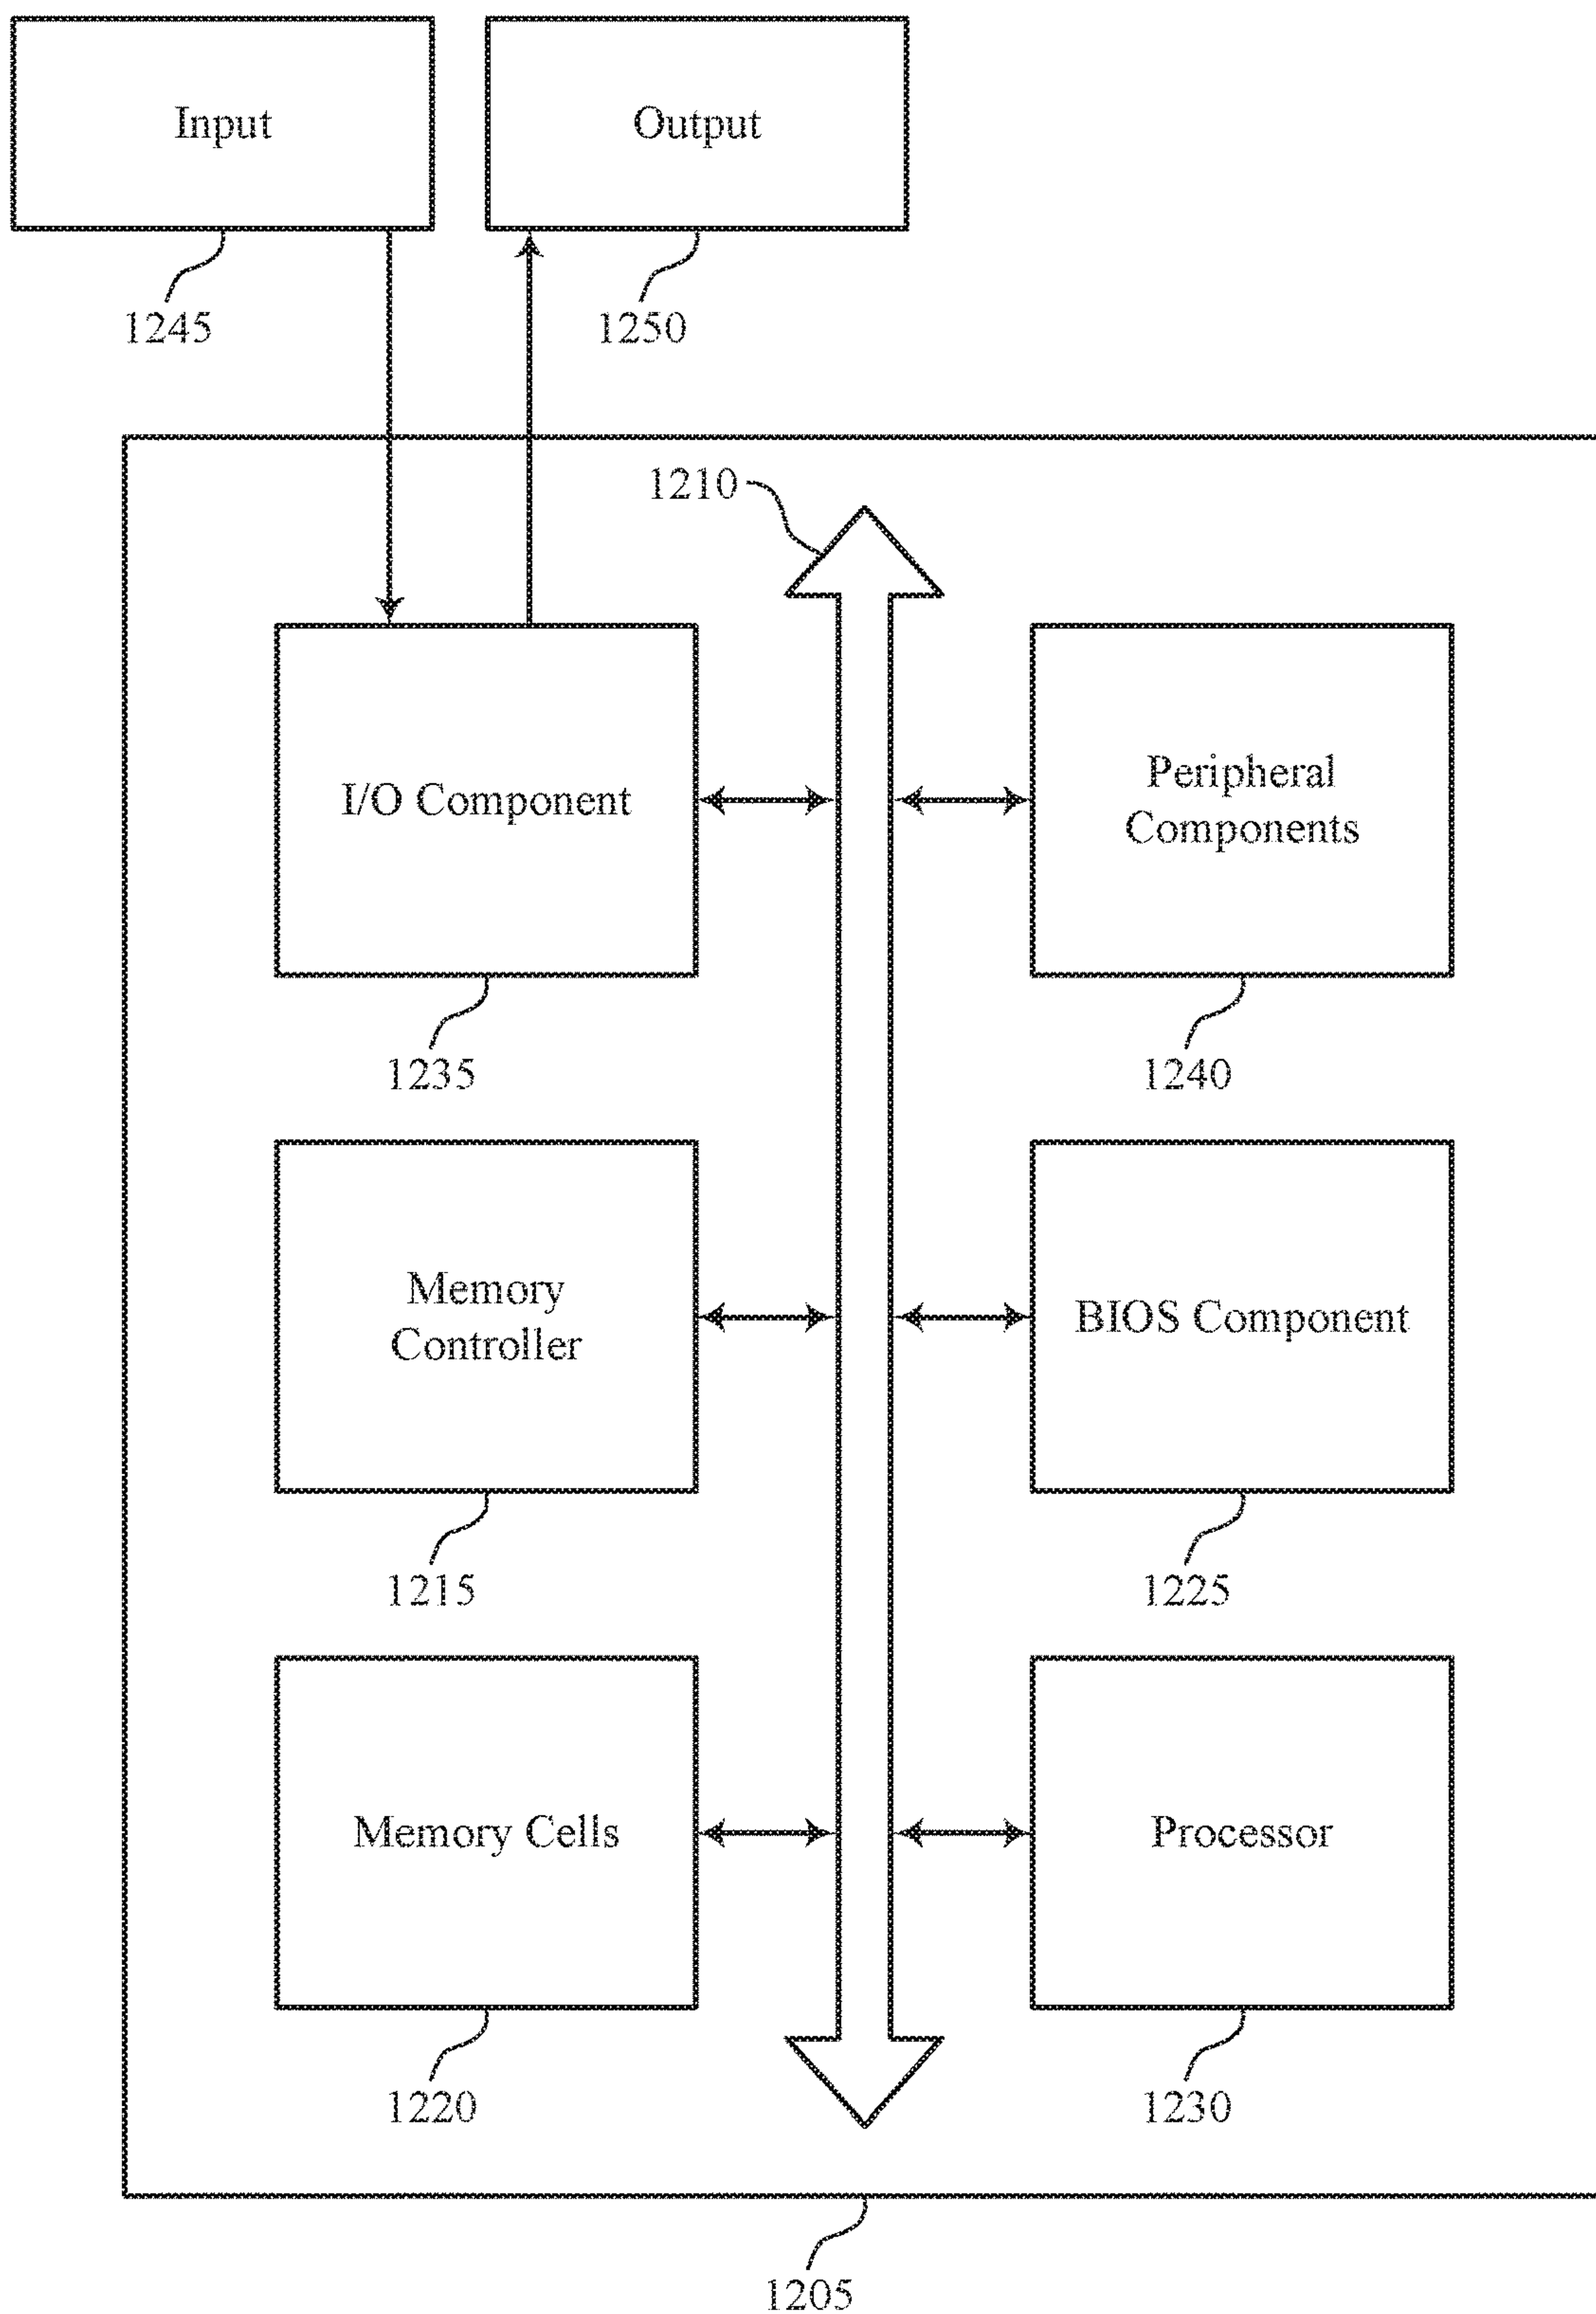 Input
Output
1245
1250
1210
I/O Component
Peripheral
Components
1235
1240
Memory
Controller
BIOS Component
1215
1225
Memory Cells
Processor
1220
1230
1205